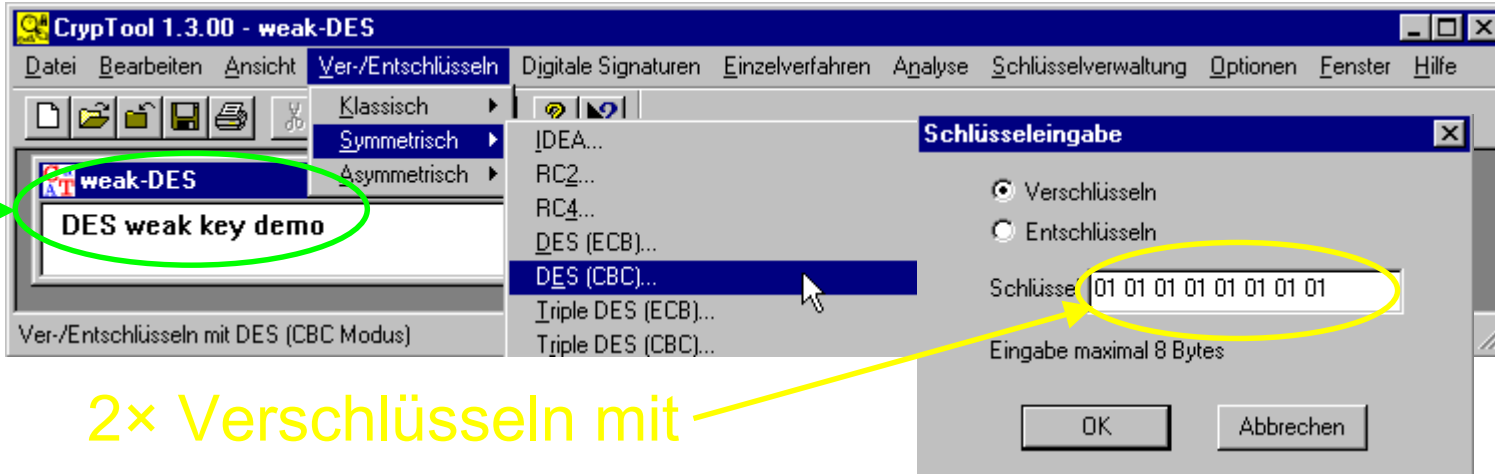 CrypTool 1.3.00 - weak-DES
Datei Bearbeiten Ansicht Ver-/Entschlüsseln Digitale Signaturen Einzelverfahren Analyse Schlüsselverwaltung Optionen Fenster Hilfe
Klassisch
Symmetrisch
Asymmetrisch
IDEA...
RC2...
RC4...
DES (ECB)...
DES (CBC)...
Triple DES (ECB)...
Triple DES (CBC)...
weak-DES
DES weak key demo
Ver-/Entschlüsseln mit DES (CBC Modus)
Schlüsseleingabe
Verschlüsseln
Entschlüsseln
Schlüssel 01 01 01 01 01 01 01 01
Eingabe maximal 8 Bytes
OK Abbrechen
2× Verschlüsseln mit